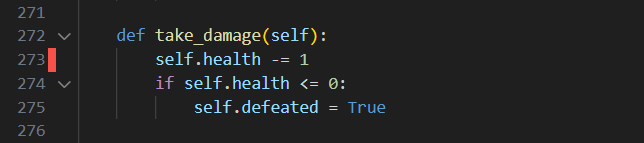 271
272 def take_damage(self):
273 self.health -= 1
274 if self.health <= 0:
275 self.defeated = True
276